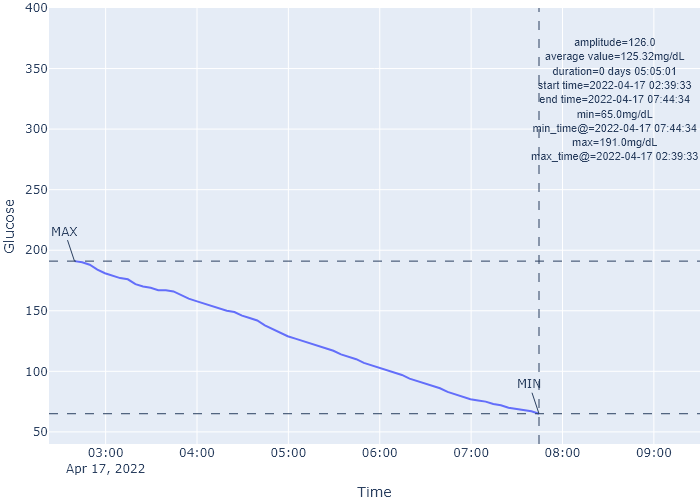 400
350
300
250
200
150
100
50
Glucose
amplitude=126.0
average value=125.32mg/dL
duration=0 days 05:05:01
start time=2022-04-17 02:39:33
end time=2022-04-17 07:44:34
min=65.0mg/dL
min_time@=2022-04-17 07:44:34
max=191.0mg/dL
max_time@=2022-04-17 02:39:33
MAX
MIN
03:00 04:00 05:00 06:00 07:00 08:00 09:00
Apr 17, 2022
Time